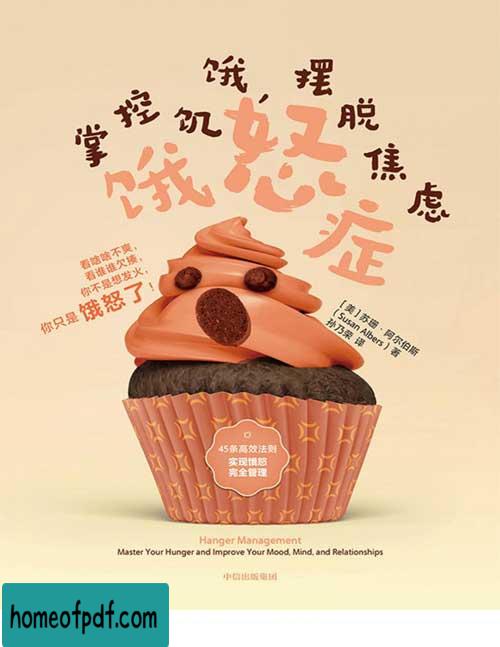 掌控饥饿，摆脱焦虑
饿怒症
看啥啥不爽，
看谁谁欠揍，
你不是想发火，
你只是饿怒了！
[美]苏珊·阿尔伯斯
(Susan Albers) 著
孙乃荣 译
45条高效法则
实现饿怒
完全管理
Hanger Management
Master Your Hunger and Improve Your Mood, Mind, and Relationships
中信出版集团
homeofpdf.com